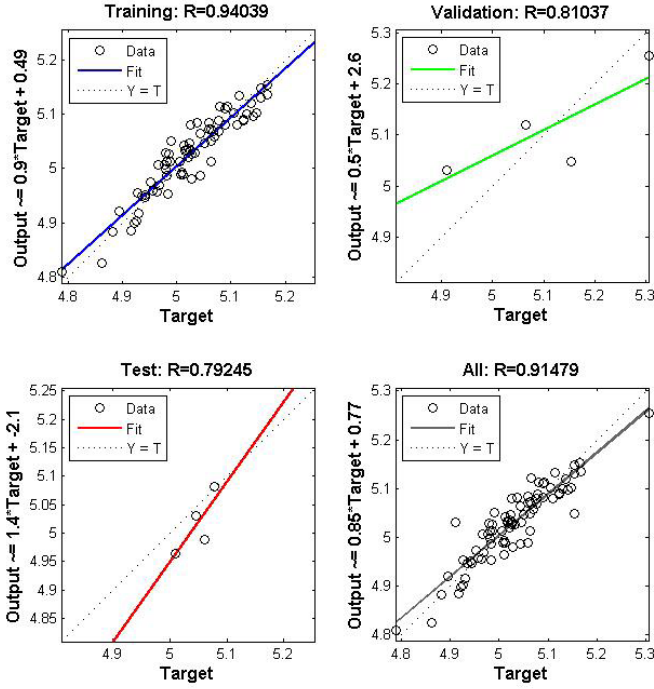 Training: R=0.94039
Data
Fit
Y = T
Output ~= 0.9*Target + 0.49
5.2
5.1
5
4.9
4.8
4.8 4.9 5 5.1 5.2
Target
Validation: R=0.81037
Data
Fit
Y = T
Output ~= 0.5*Target + 2.6
5.3
5.2
5.1
5
4.9
4.9 5 5.1 5.2 5.3
Target
Test: R=0.79245
Data
Fit
Y = T
Output ~= 1.4*Target + -2.1
5.25
5.2
5.15
5.1
5.05
5
4.95
4.9
4.85
4.9 5 5.1 5.2
Target
All: R=0.91479
Data
Fit
Y = T
Output ~= 0.85*Target + 0.77
5.3
5.2
5.1
5
4.9
4.8
4.8 4.9 5 5.1 5.2 5.3
Target